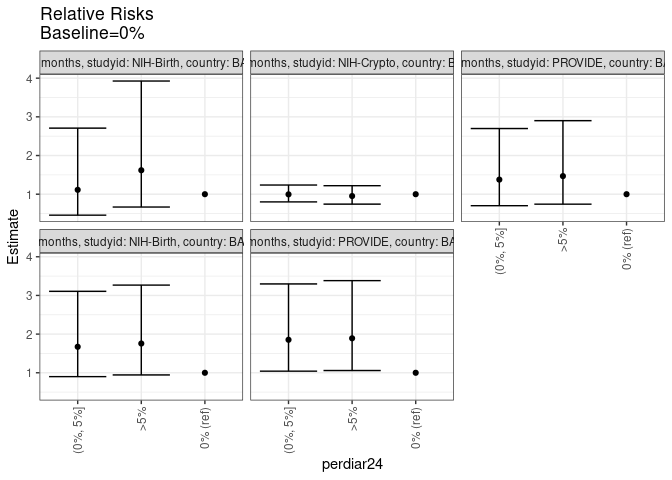 Relative Risks
Baseline=0%
months, studyid: NIH-Birth, country: BA
months, studyid: NIH-Crypto, country: B
months, studyid: PROVIDE, country: BA
4
3
2
1
months, studyid: NIH-Birth, country: BA
months, studyid: PROVIDE, country: BA
4
3
2
1
Estimate
(0%, 5%]
>5%
0% (ref)
(0%, 5%]
>5%
0% (ref)
(0%, 5%]
>5%
0% (ref)
perdiar24